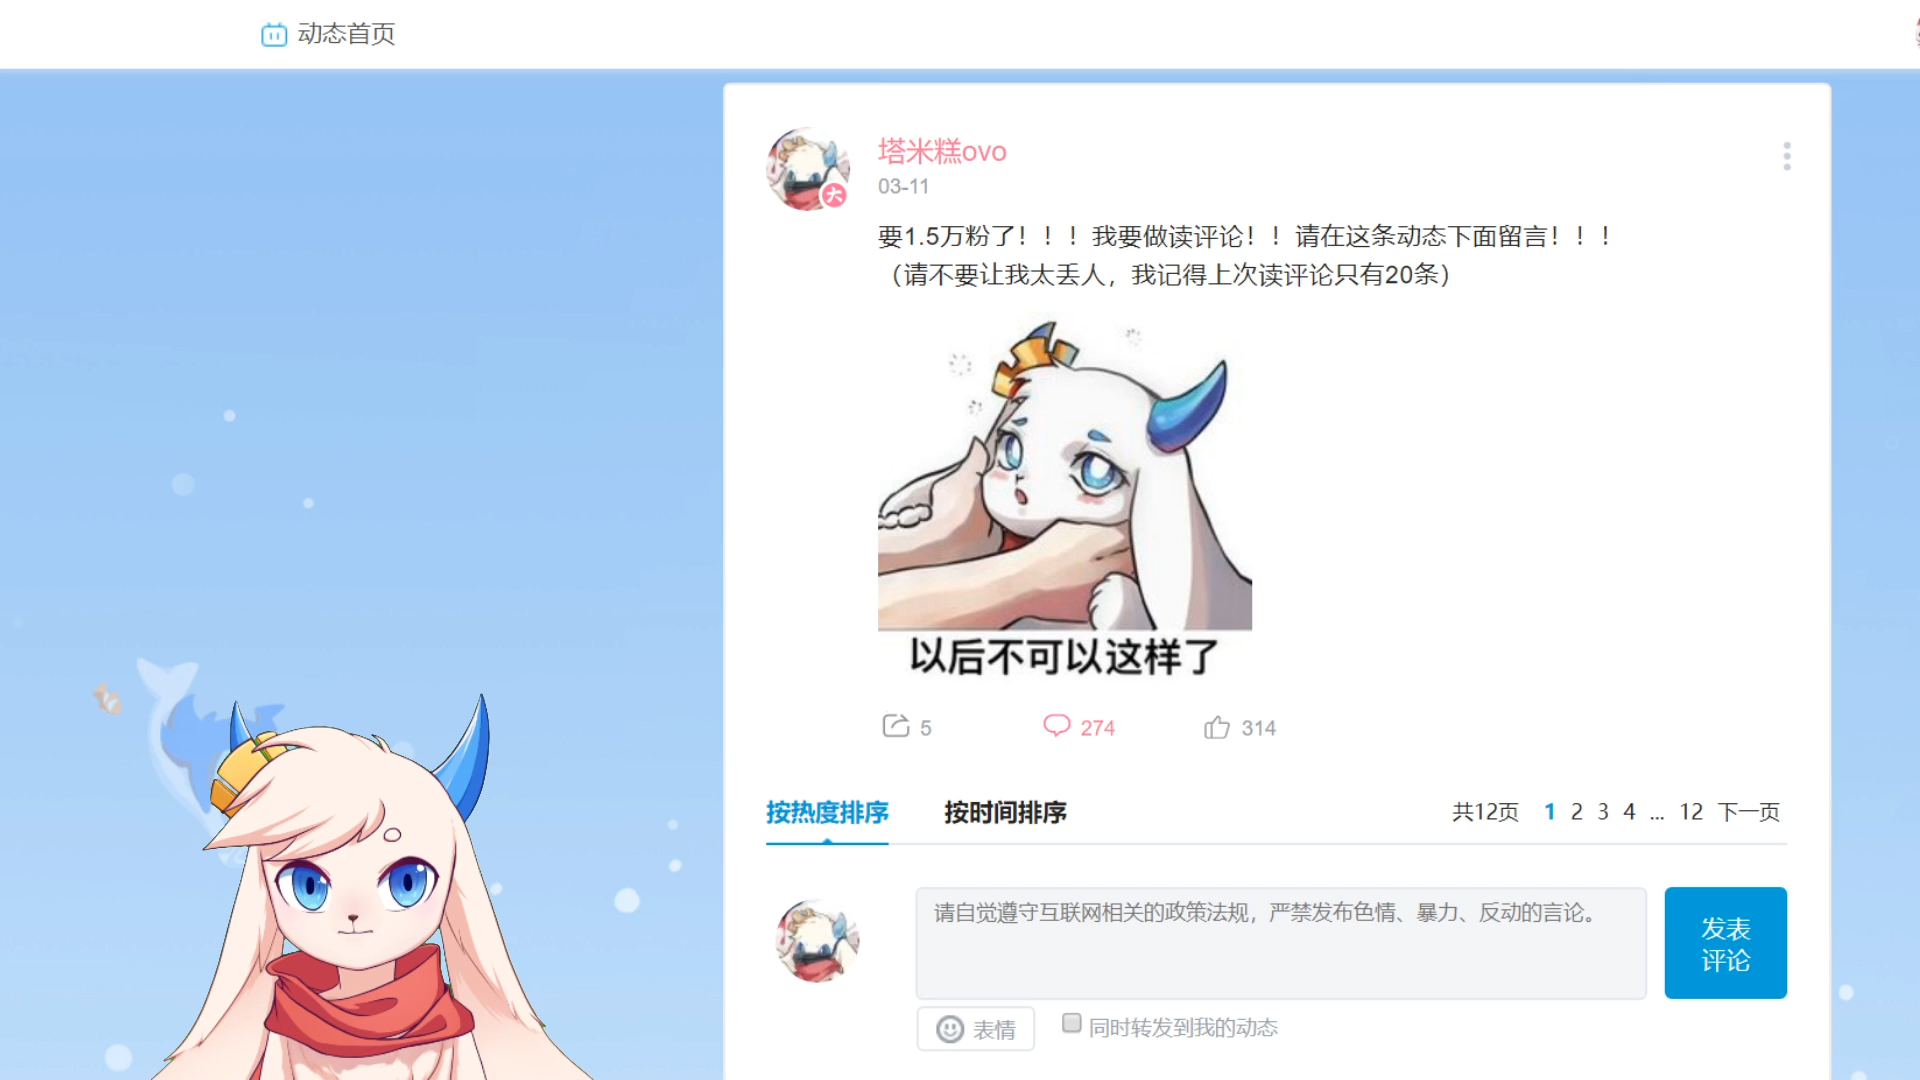 动态首页
塔米糕ovo
大
03-11
要1.5万粉了！！！我要做读评论！！请在这条动态下面留言！！！
（请不要让我太丢人，我记得上次读评论只有20条）
以后不可以这样了
5 274 314
按热度排序 按时间排序 共12页 1 2 3 4 ... 12 下一页
请自觉遵守互联网相关的政策法规，严禁发布色情、暴力、反动的言论。
发表
评论
表情 同时转发到我的动态